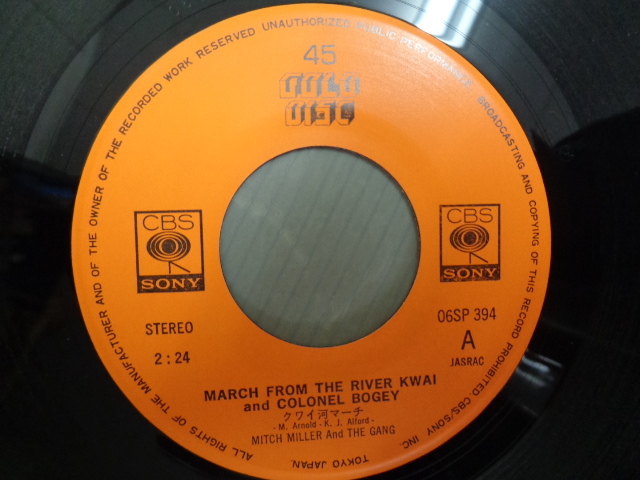 ALL RIGHTS OF THE MANUFACTURER AND OF THE OWNER OF THE RECORDED WORK RESERVED UNAUTHORIZED PUBLIC PERFORMANCE BROADCASTING AND COPYING OF THIS RECORD PROHIBITED. CBS/SONY INC. TOKYO JAPAN.
45
GOLD
DISC
CBS
SONY
CBS
SONY
STEREO
2:24
06SP 394
A
JASRAC
MARCH FROM THE RIVER KWAI
and COLONEL BOGEY
クワイ河マーチ
- M. Arnold - K. J. Alford -
MITCH MILLER And THE GANG